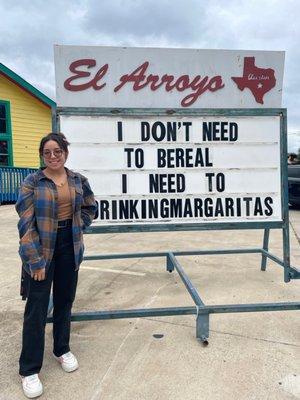 El Arroyo
I DON'T NEED
TO BEREAL
I NEED TO
DRINKINGMARGARITAS